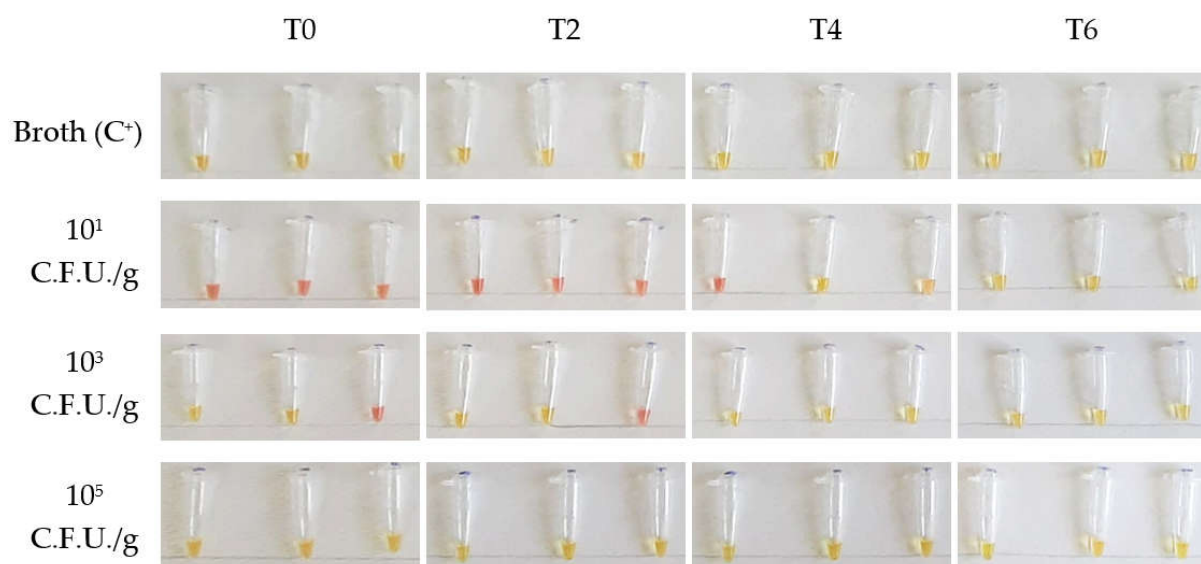 T0 T2 T4 T6
Broth (C⁺)
10¹
C.F.U./g
10³
C.F.U./g
10⁵
C.F.U./g